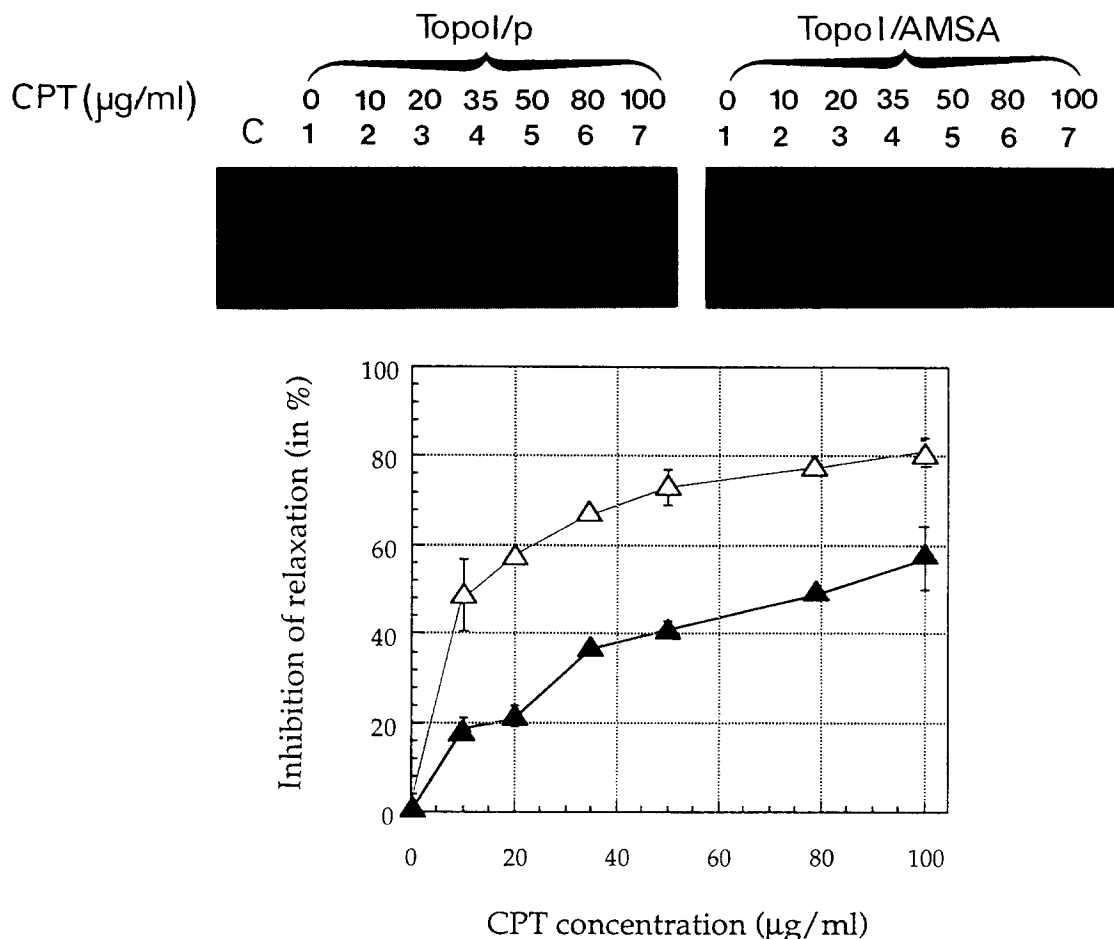 TopoI/p TopoI/AMSA
CPT (µg/ml) 0 10 20 35 50 80 100 0 10 20 35 50 80 100
C 1 2 3 4 5 6 7 1 2 3 4 5 6 7
Inhibition of relaxation (in %)
100
80
60
40
20
0
0 20 40 60 80 100
CPT concentration (µg/ml)